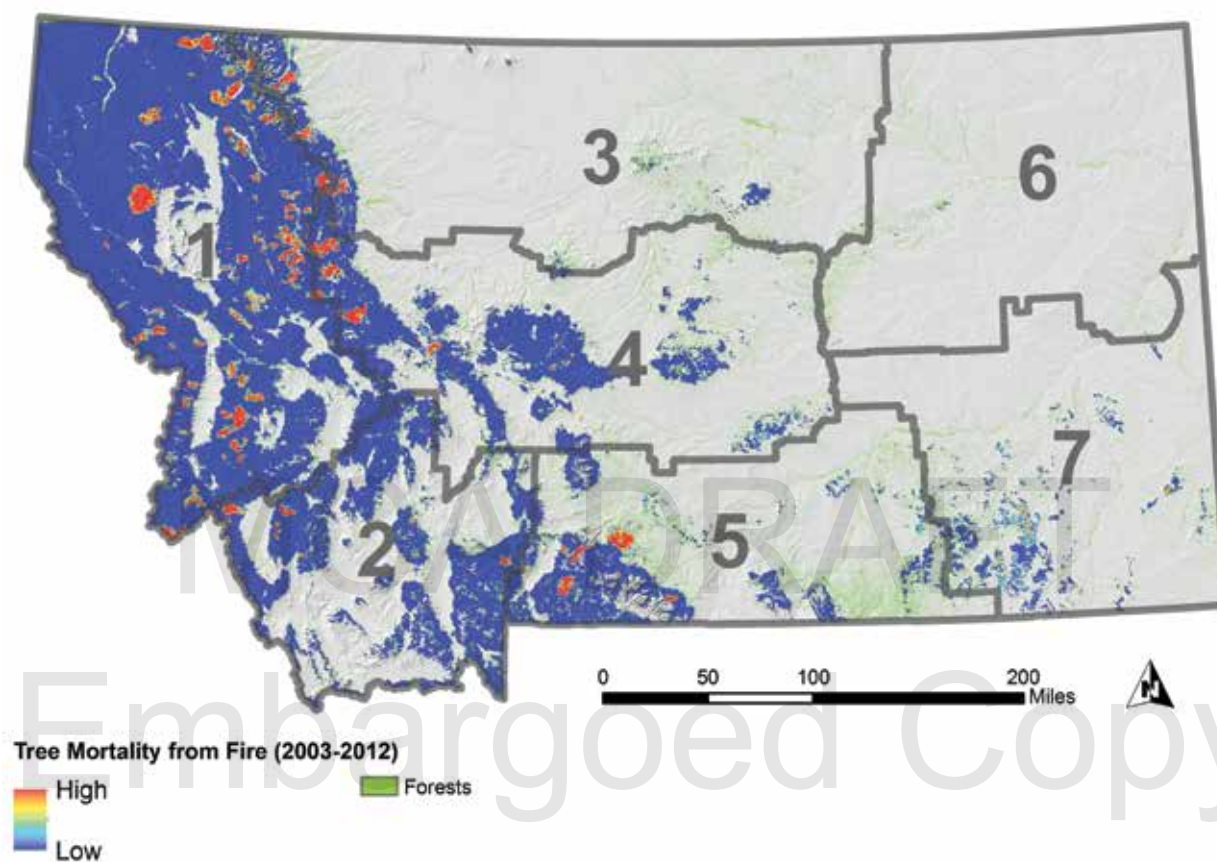 3
6
1
4
7
MCA DRAFT
2
5
0 50 100 200
Miles
N
Embargoed Copy
Tree Mortality from Fire (2003-2012)
High
Forests
Low